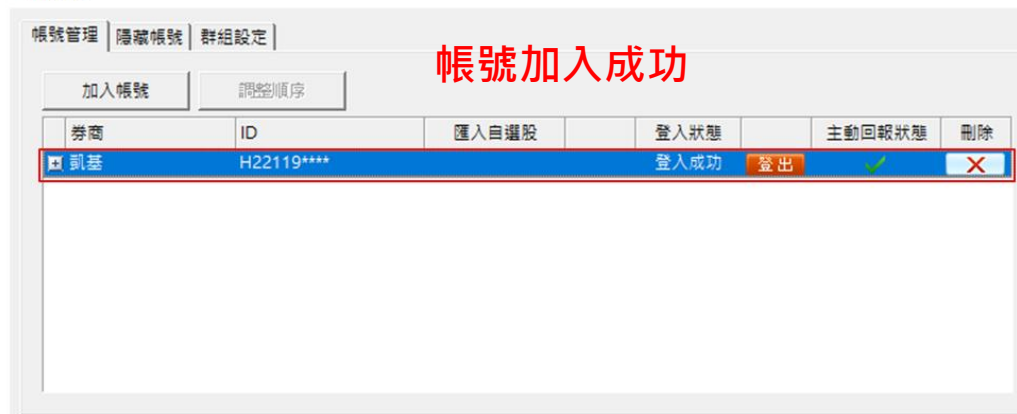 帳號管理 隱藏帳號 群組設定
帳號加入成功
加入帳號 調整順序
券商 ID 匯入自選股 登入狀態 主動回報狀態 刪除
凱基 H22119**** 登入成功 登出